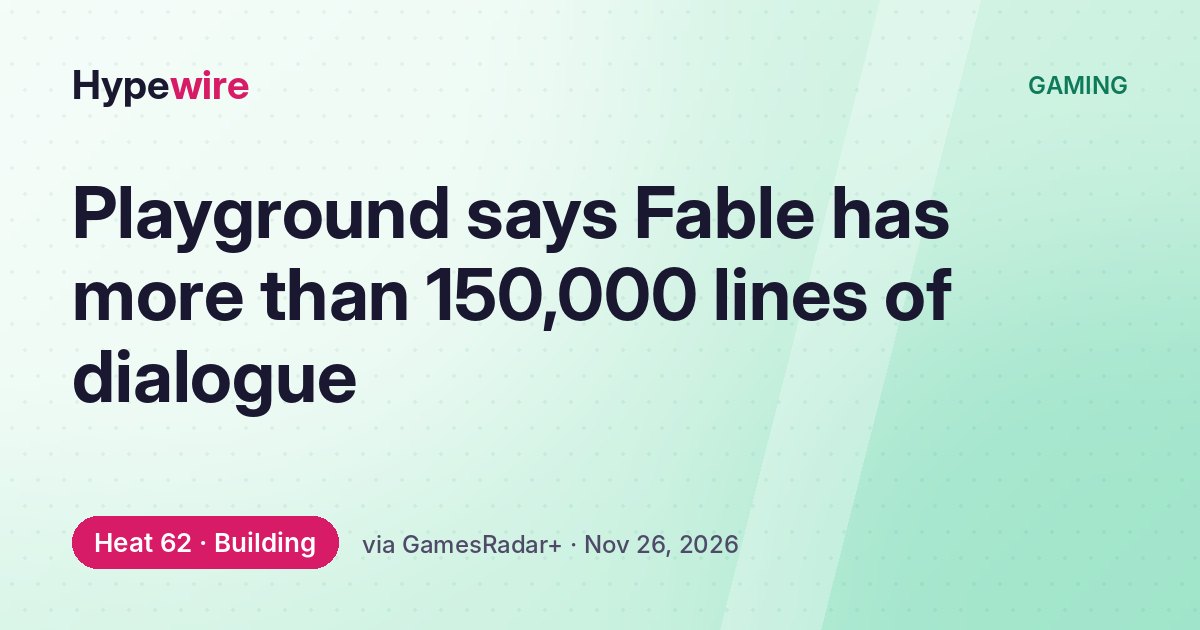 Hypewire
GAMING
Playground says Fable has
more than 150,000 lines of
dialogue
Heat 62 · Building
via GamesRadar+ · Nov 26, 2026